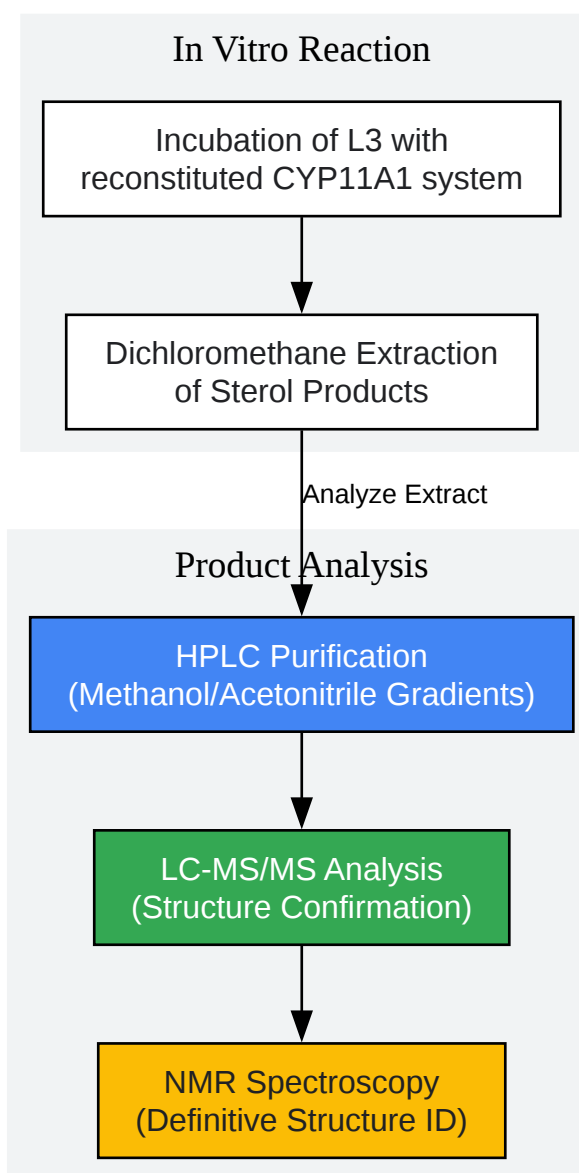 In Vitro Reaction
Incubation of L3 with
reconstituted CYP11A1 system
Dichloromethane Extraction
of Sterol Products
Analyze Extract
Product Analysis
HPLC Purification
(Methanol/Acetonitrile Gradients)
LC-MS/MS Analysis
(Structure Confirmation)
NMR Spectroscopy
(Definitive Structure ID)